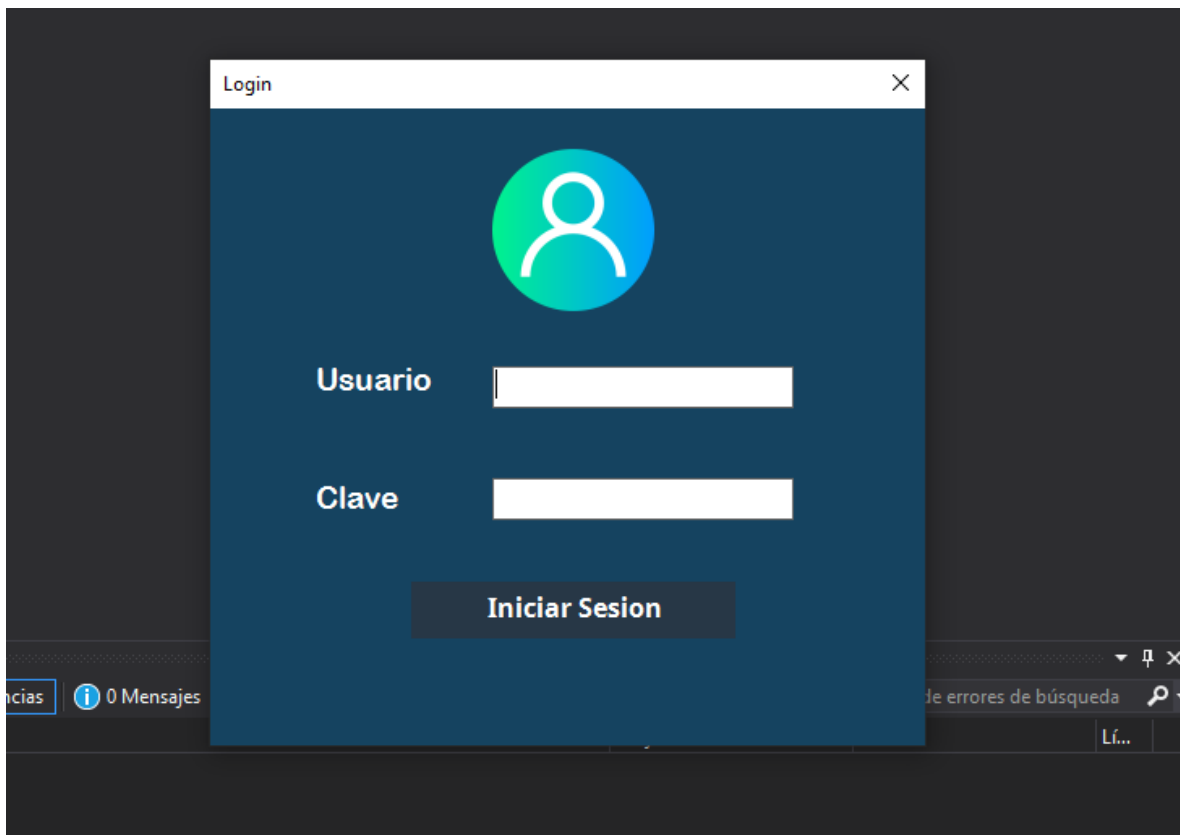 Login
Usuario
Clave
Iniciar Sesion
ncias 0 Mensajes de errores de búsqueda
Lí...